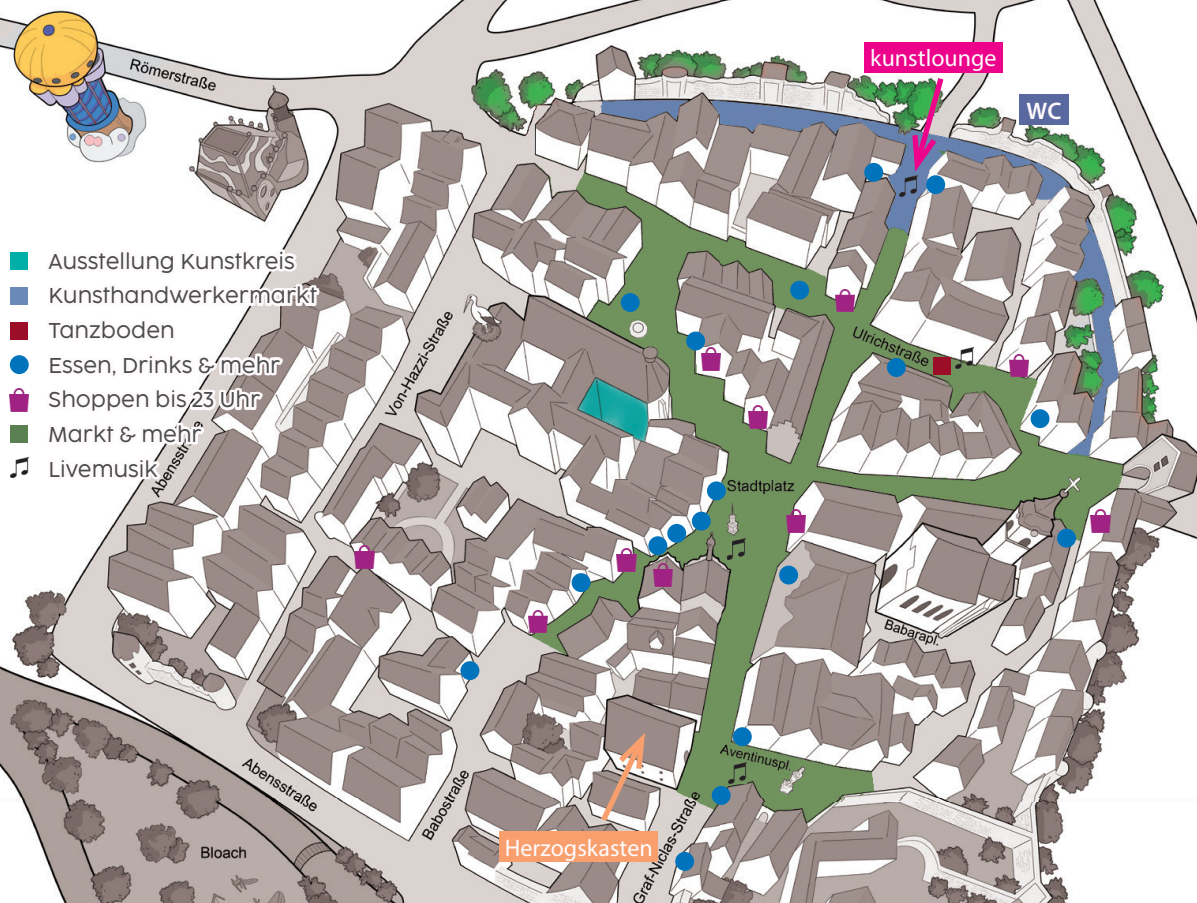 kunstlounge
Römerstraße
WC
Ausstellung Kunstkreis
Kunsthandwerkermarkt
Tanzboden
Essen, Drinks & mehr
Shoppen bis 23 Uhr
Markt & mehr
Livemusik
Von-Hazzi-Straße
Ulrichstraße
Abensstraße
Stadtplatz
Babarapl.
Aventinuspl.
Abensstraße
Babostraße
Graf-Niclas-Straße
Herzogskasten
Bloach